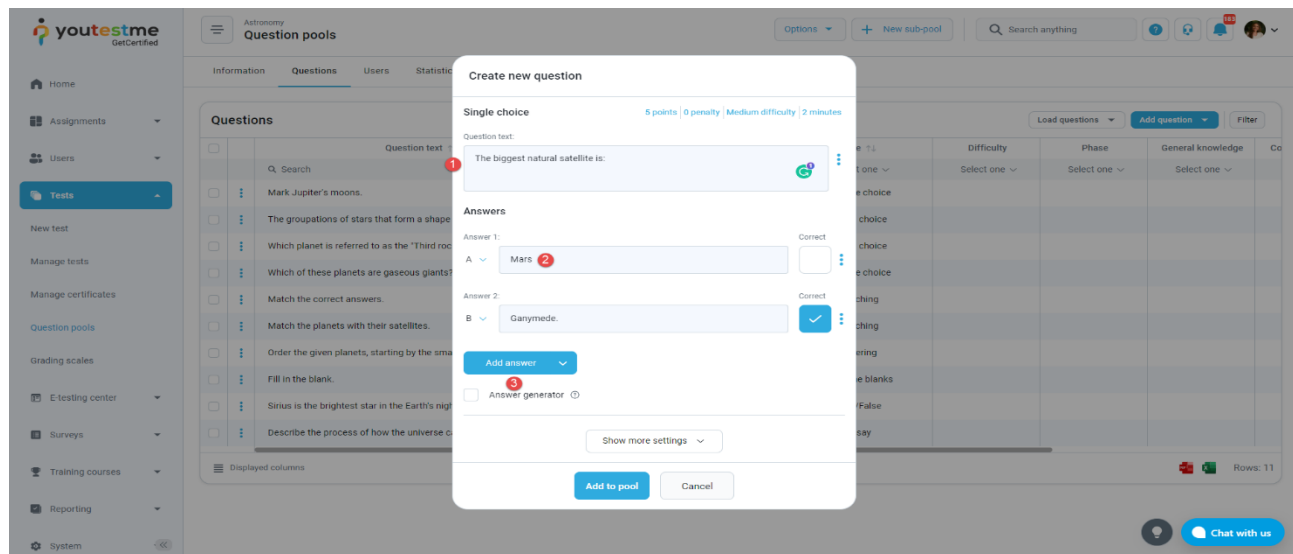 youtestme
GetCertified
Astronomy
Question pools
Options
+ New sub-pool
Search anything
?
163
Home
Assignments
Users
Tests
New test
Manage tests
Manage certificates
Question pools
Grading scales
E-testing center
Surveys
Training courses
Reporting
System
Information Questions Users Statistic
Questions
Load questions
Add question
Filter
Question text
Difficulty Phase General knowledge Co
Search
t one Select one Select one Select one
Mark Jupiter's moons. e choice
The groupations of stars that form a shape choice
Which planet is referred to as the "Third roc choice
Which of these planets are gaseous giants? e choice
Match the correct answers. ching
Match the planets with their satellites. ching
Order the given planets, starting by the sma ering
Fill in the blank. e blanks
Sirius is the brightest star in the Earth's nigh /False
Describe the process of how the universe c say
Displayed columns
Rows: 11
Create new question
Single choice
5 points 0 penalty Medium difficulty 2 minutes
Question text:
1
The biggest natural satellite is:
Answers
Answer 1: Correct
A Mars 2
Answer 2: Correct
B Ganymede.
Add answer
3
Answer generator ?
Show more settings
Add to pool
Cancel
Chat with us